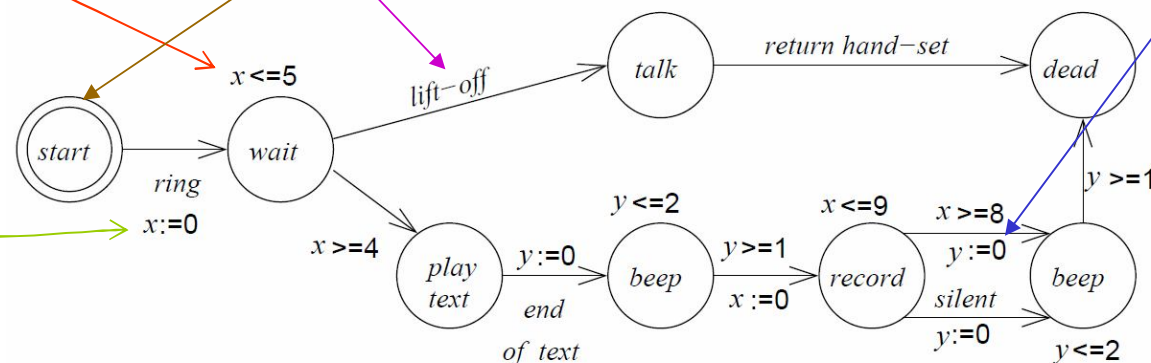 x<=5
lift-off
talk
return hand-set
dead
start
ring
x:=0
wait
x >=4
play
text
y:=0
end
of text
y<=2
beep
y>=1
x :=0
x<=9
record
x>=8
y:=0
silent
y:=0
y >=1
beep
y<=2